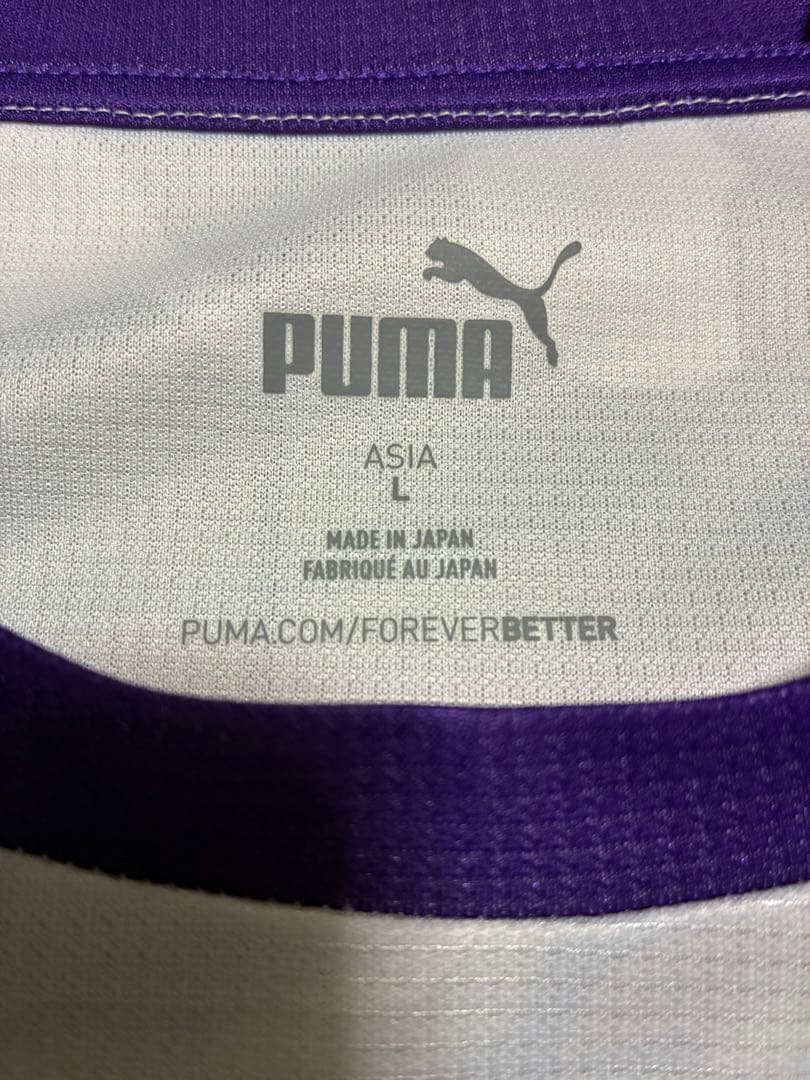 PUMA
ASIA
L
MADE IN JAPAN
FABRIQUÉ AU JAPAN
PUMA.COM/FOREVERBETTER